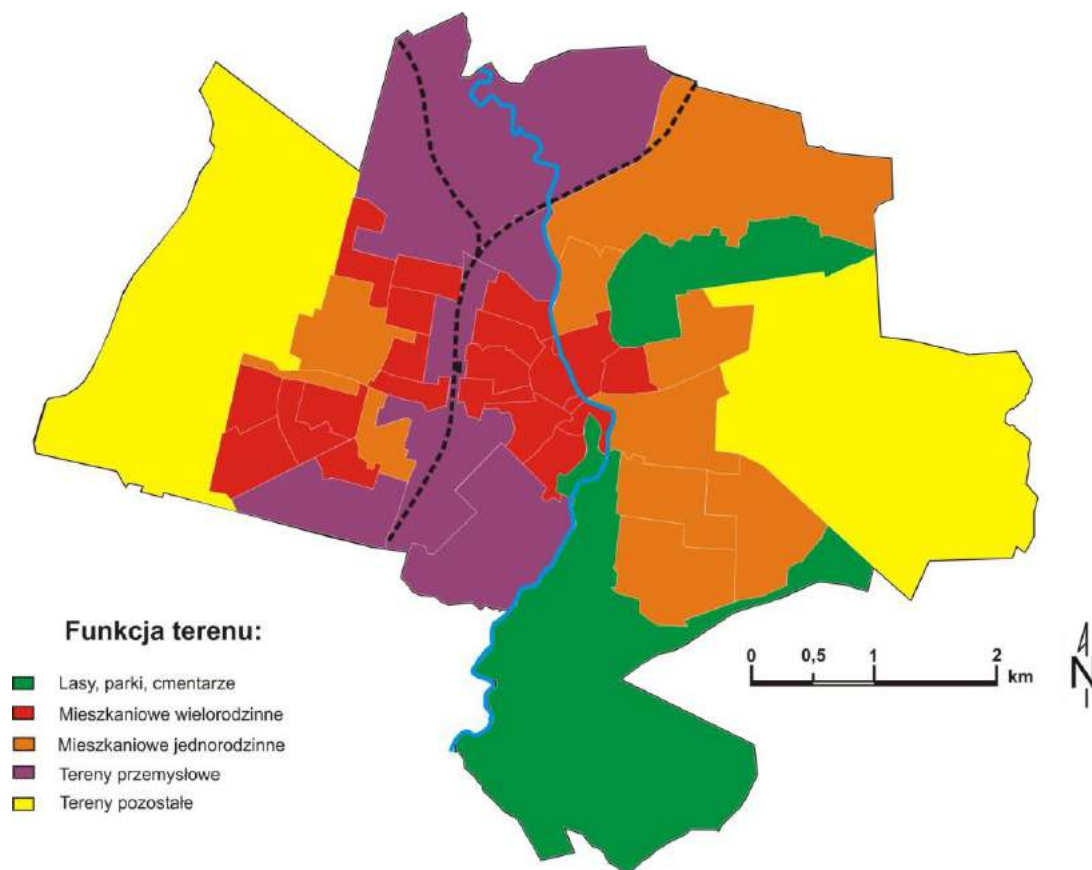 Funkcja terenu:
Lasy, parki, cmentarze
Mieszkaniowe wielorodzinne
Mieszkaniowe jednorodzinne
Tereny przemysłowe
Tereny pozostałe
0 0,5 1 2
km
N